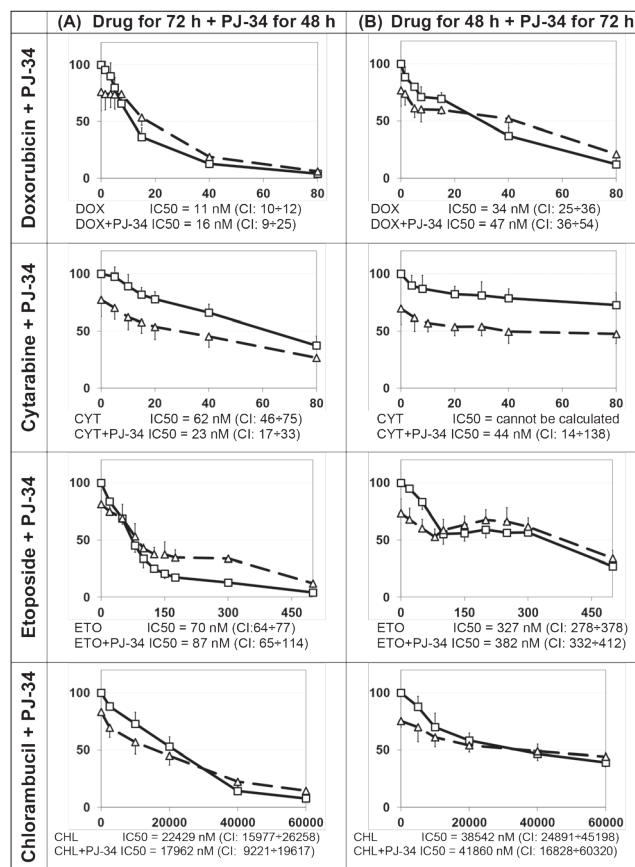 (A) Drug for 72 h + PJ-34 for 48 h
(B) Drug for 48 h + PJ-34 for 72 h
Doxorubicin + PJ-34
100
50
0
0 20 40 60 80
DOX IC50 = 11 nM (CI: 10÷12)
DOX+PJ-34 IC50 = 16 nM (CI: 9÷25)
100
50
0
0 20 40 60 80
DOX IC50 = 34 nM (CI: 25÷36)
DOX+PJ-34 IC50 = 47 nM (CI: 36÷54)
Cytarabine + PJ-34
100
50
0
0 20 40 60 80
CYT IC50 = 62 nM (CI: 46÷75)
CYT+PJ-34 IC50 = 23 nM (CI: 17÷33)
100
50
0
0 20 40 60 80
CYT IC50 = cannot be calculated
CYT+PJ-34 IC50 = 44 nM (CI: 14÷138)
Etoposide + PJ-34
100
50
0
0 150 300 450
ETO IC50 = 70 nM (CI:64÷77)
ETO+PJ-34 IC50 = 87 nM (CI: 65÷114)
100
50
0
0 150 300 450
ETO IC50 = 327 nM (CI: 278÷378)
ETO+PJ-34 IC50 = 382 nM (CI: 332÷412)
Chlorambucil + PJ-34
100
50
0
0 20000 40000 60000
CHL IC50 = 22429 nM (CI: 15977÷26258)
CHL+PJ-34 IC50 = 17962 nM (CI: 9221÷19617)
100
50
0
0 20000 40000 60000
CHL IC50 = 38542 nM (CI: 24891÷45198)
CHL+PJ-34 IC50 = 41860 nM (CI: 16828÷60320)